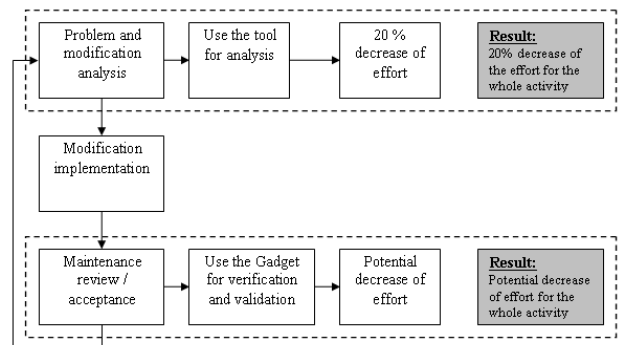 Problem and
modification
analysis
Use the tool
for analysis
20 %
decrease of
effort
Result:
20% decrease of
the effort for the
whole activity
Modification
implementation
Maintenance
review /
acceptance
Use the Gadget
for verification
and validation
Potential
decrease of
effort
Result:
Potential decrease
of effort for the
whole activity